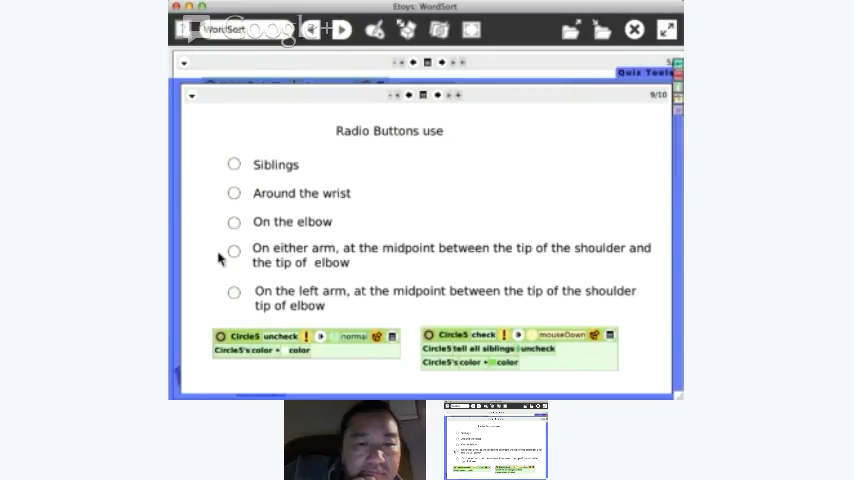 Etoys: WordSort
WordSort
Google+
Quiz Tools
9/10
Radio Buttons use
Siblings
Around the wrist
On the elbow
On either arm, at the midpoint between the tip of the shoulder and
the tip of elbow
On the left arm, at the midpoint between the tip of the shoulder
tip of elbow
Circle5 uncheck ! normal
Circle5's color color
Circle5 check ! mouseDown
Circle5 tell all siblings uncheck
Circle5's color color